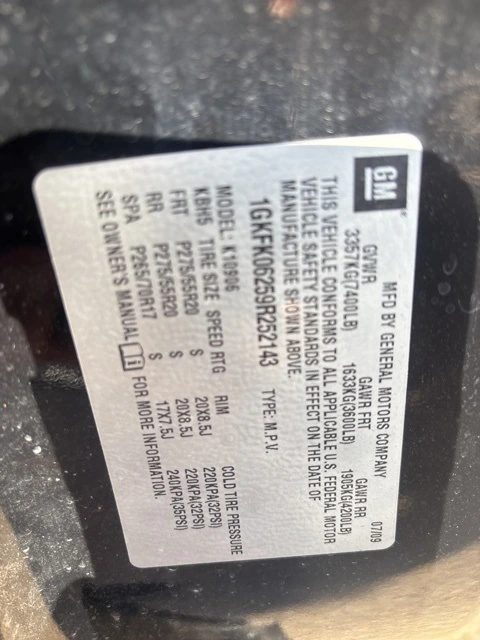 GM
MFD BY GENERAL MOTORS COMPANY 07/09
GVWR GAWR FRT GAWR RR
3357KG(7400LB) 1633KG(3600LB) 1905KG(4200LB)
THIS VEHICLE CONFORMS TO ALL APPLICABLE U.S. FEDERAL MOTOR
VEHICLE SAFETY STANDARDS IN EFFECT ON THE DATE OF
MANUFACTURE SHOWN ABOVE.
1GKFK06259R252143 TYPE: M.P.V.
MODEL: K10906
KBH5 TIRE SIZE SPEED RTG RIM COLD TIRE PRESSURE
FRT P275/55R20 S 20X8.5J 220KPA(32PSI)
RR P275/55R20 S 20X8.5J 220KPA(32PSI)
SPA P265/70R17 S 17X7.5J 240KPA(35PSI)
SEE OWNER'S MANUAL i FOR MORE INFORMATION.